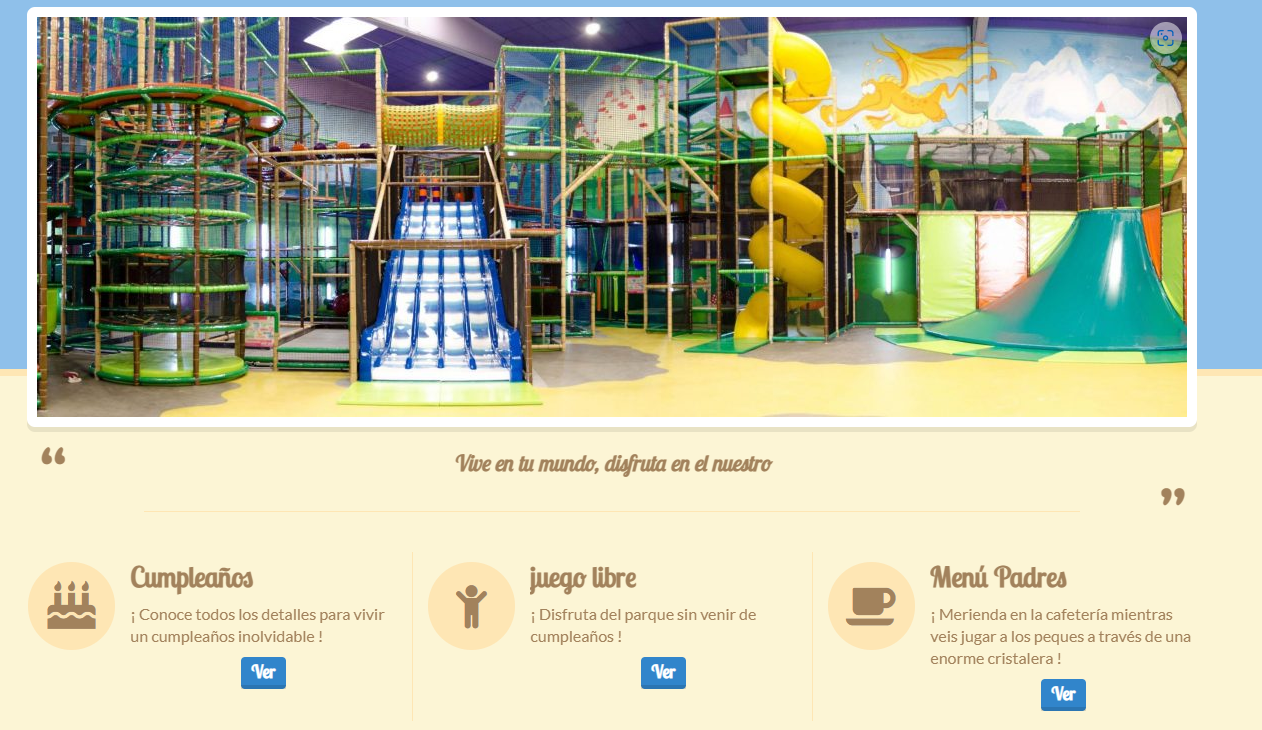 “
Vive en tu mundo, disfruta en el nuestro
”
Cumpleaños
¡ Conoce todos los detalles para vivir
un cumpleaños inolvidable !
Ver
juego libre
¡ Disfruta del parque sin venir de
cumpleaños !
Ver
Menú Padres
¡ Merienda en la cafetería mientras
veis jugar a los peques a través de una
enorme cristalera !
Ver